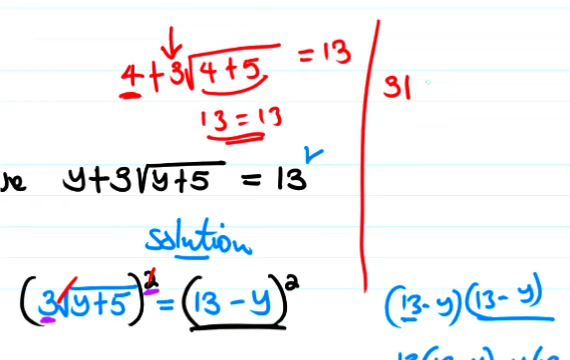 4 + 3√(4 + 5) = 13
13 = 13
31
y + 3√(y + 5) = 13
solution
(3√(y + 5))² = (13 - y)²
(13 - y)(13 - y)